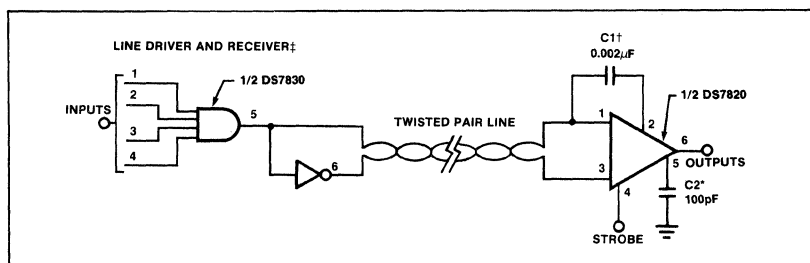 LINE DRIVER AND RECEIVER‡
1/2 DS7830
INPUTS
1
2
3
4
5
6
TWISTED PAIR LINE
C1†
0.002μF
1/2 DS7820
1
2
3
4
6
5
OUTPUTS
C2*
100pF
STROBE